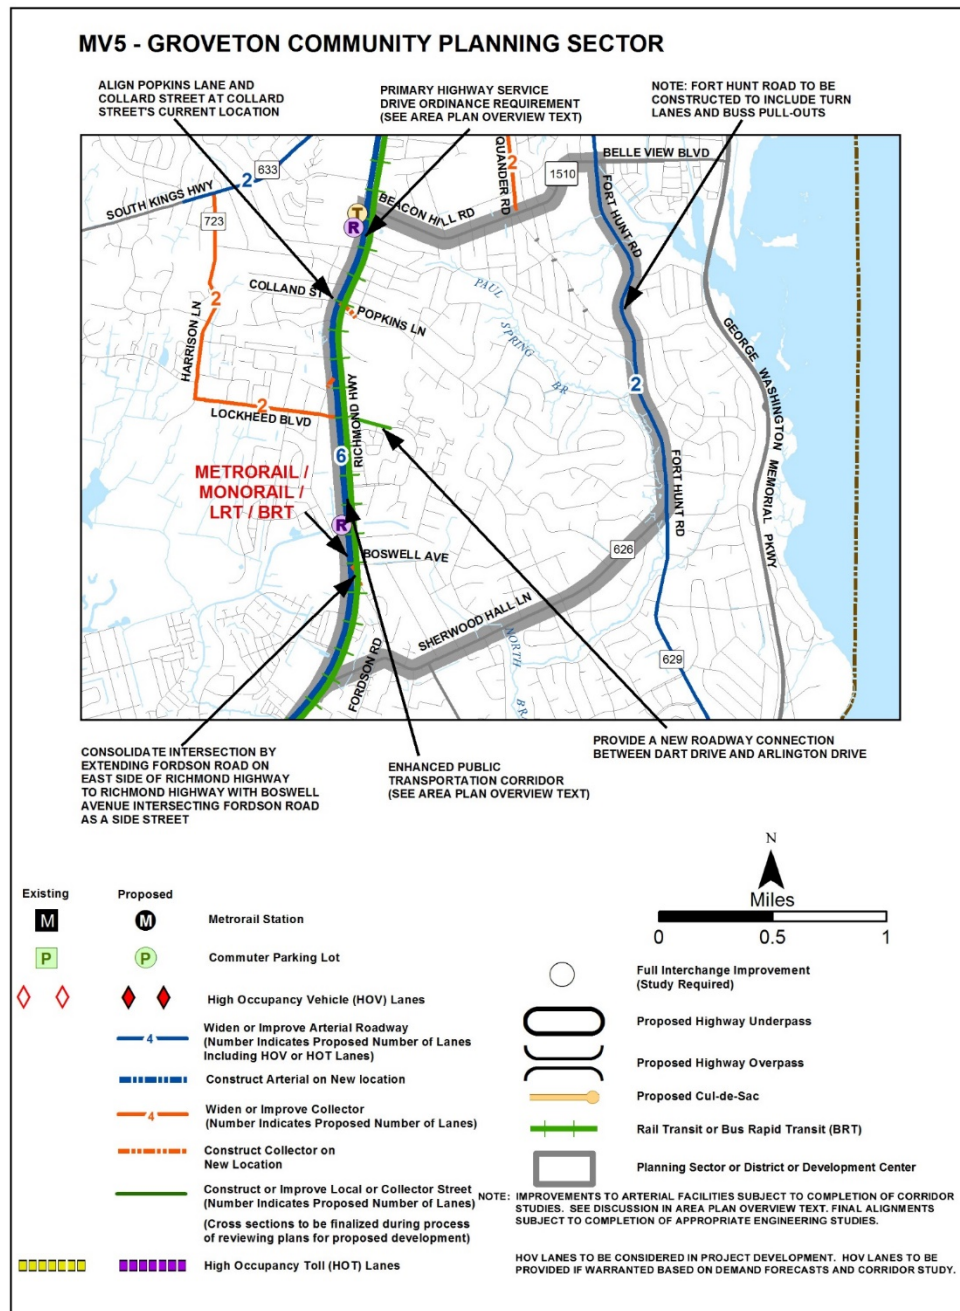 MV5 - GROVETON COMMUNITY PLANNING SECTOR
ALIGN POPKINS LANE AND
COLLARD STREET AT COLLARD
STREET'S CURRENT LOCATION
PRIMARY HIGHWAY SERVICE
DRIVE ORDINANCE REQUIREMENT
(SEE AREA PLAN OVERVIEW TEXT)
NOTE: FORT HUNT ROAD TO BE
CONSTRUCTED TO INCLUDE TURN
LANES AND BUSS PULL-OUTS
633
2
SOUTH KINGS HWY
723
QUANDER RD
2
1510
BELLE VIEW BLVD
FORT HUNT RD
T
R
BEACON HILL RD
2
HARRISON LN
COLLAND ST
POPKINS LN
PAUL
SPRING
BR
GEORGE WASHINGTON MEMORIAL PKWY
2
2
LOCKHEED BLVD
RICHMOND HWY
6
METRORAIL /
MONORAIL /
LRT / BRT
R
BOSWELL AVE
FORT HUNT RD
626
SHERWOOD HALL LN
NORTH
BR
FORDSON RD
629
CONSOLIDATE INTERSECTION BY
EXTENDING FORDSON ROAD ON
EAST SIDE OF RICHMOND HIGHWAY
TO RICHMOND HIGHWAY WITH BOSWELL
AVENUE INTERSECTING FORDSON ROAD
AS A SIDE STREET
ENHANCED PUBLIC
TRANSPORTATION CORRIDOR
(SEE AREA PLAN OVERVIEW TEXT)
PROVIDE A NEW ROADWAY CONNECTION
BETWEEN DART DRIVE AND ARLINGTON DRIVE
N
Miles
0 0.5 1
Existing Proposed
M M Metrorail Station
P P Commuter Parking Lot
High Occupancy Vehicle (HOV) Lanes
4 Widen or Improve Arterial Roadway
(Number Indicates Proposed Number of Lanes
Including HOV or HOT Lanes)
Construct Arterial on New location
4 Widen or Improve Collector
(Number Indicates Proposed Number of Lanes)
Construct Collector on
New Location
Construct or Improve Local or Collector Street
(Number Indicates Proposed Number of Lanes)
(Cross sections to be finalized during process
of reviewing plans for proposed development)
High Occupancy Toll (HOT) Lanes
Full Interchange Improvement
(Study Required)
Proposed Highway Underpass
Proposed Highway Overpass
Proposed Cul-de-Sac
Rail Transit or Bus Rapid Transit (BRT)
Planning Sector or District or Development Center
NOTE: IMPROVEMENTS TO ARTERIAL FACILITIES SUBJECT TO COMPLETION OF CORRIDOR
STUDIES. SEE DISCUSSION IN AREA PLAN OVERVIEW TEXT. FINAL ALIGNMENTS
SUBJECT TO COMPLETION OF APPROPRIATE ENGINEERING STUDIES.
HOV LANES TO BE CONSIDERED IN PROJECT DEVELOPMENT. HOV LANES TO BE
PROVIDED IF WARRANTED BASED ON DEMAND FORECASTS AND CORRIDOR STUDY.